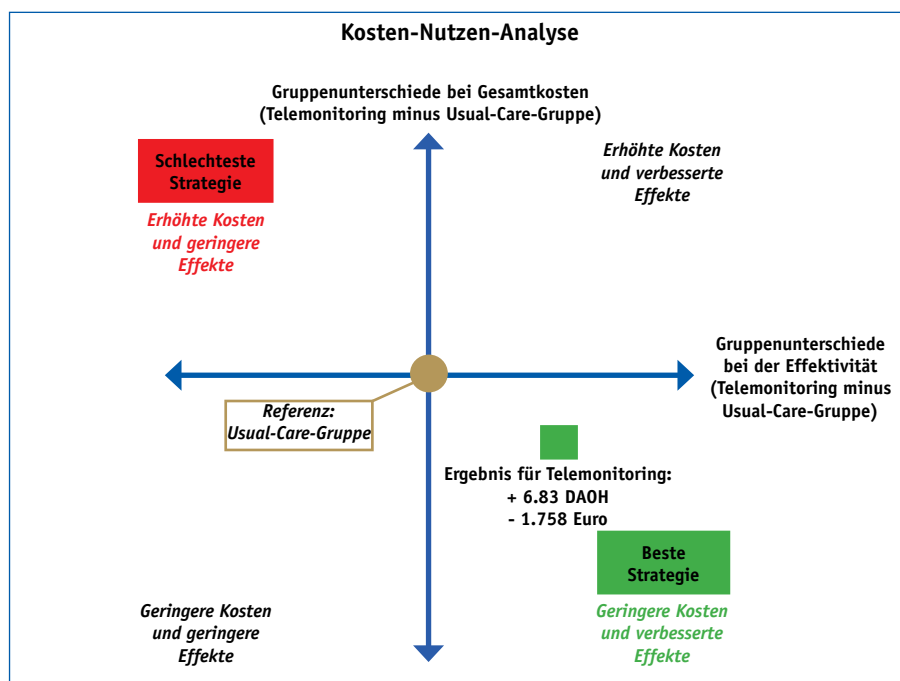 Kosten-Nutzen-Analyse
Gruppenunterschiede bei Gesamtkosten
(Telemonitoring minus Usual-Care-Gruppe)
Schlechteste
Strategie
Erhöhte Kosten
und geringere
Effekte
Erhöhte Kosten
und verbesserte
Effekte
Gruppenunterschiede
bei der Effektivität
(Telemonitoring minus
Usual-Care-Gruppe)
Referenz:
Usual-Care-Gruppe
Ergebnis für Telemonitoring:
+ 6.83 DAOH
- 1.758 Euro
Beste
Strategie
Geringere Kosten
und geringere
Effekte
Geringere Kosten
und verbesserte
Effekte